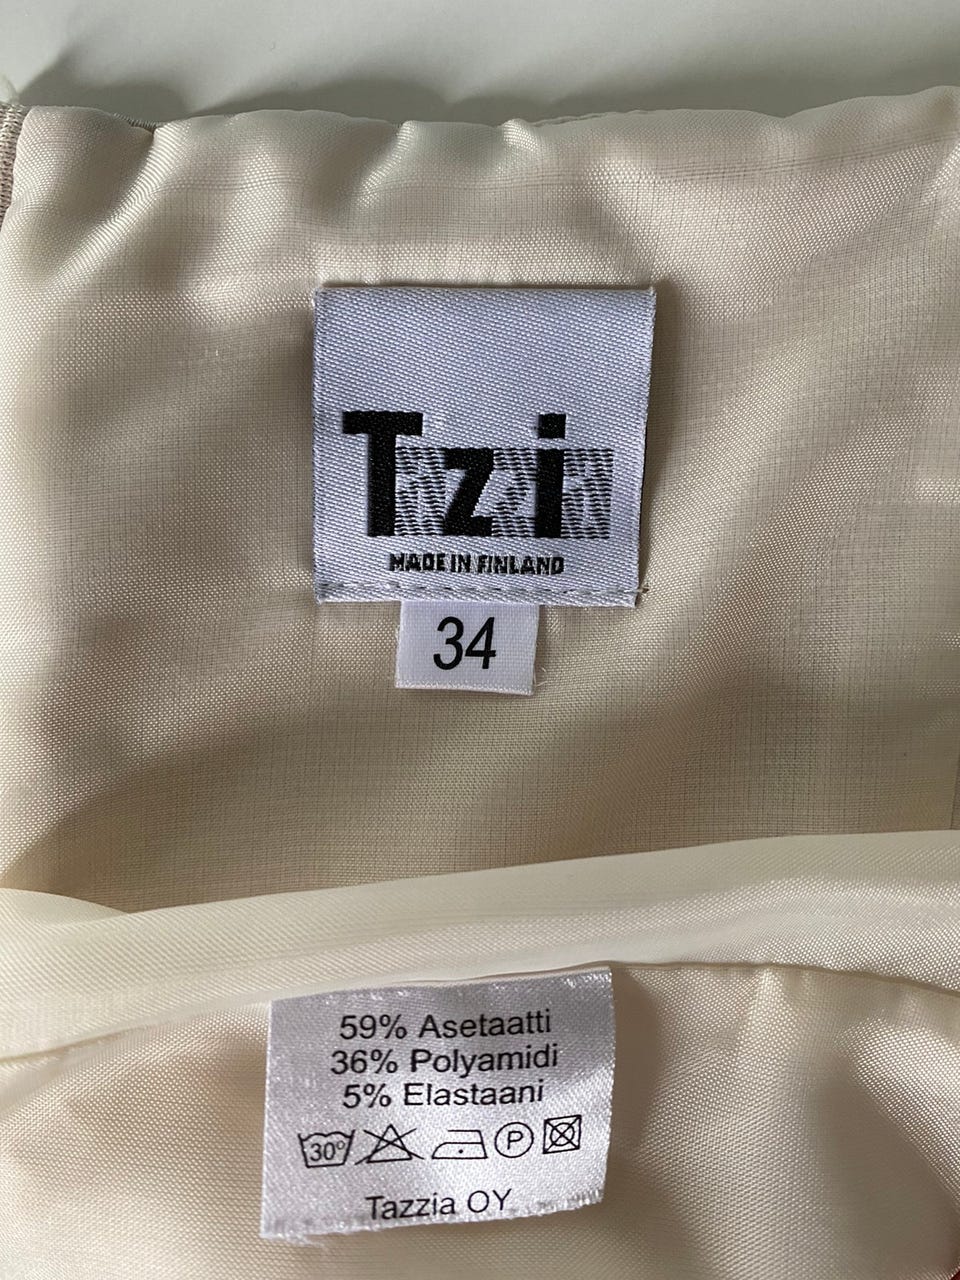 Tzi
MADE IN FINLAND
34
59% Asetaatti
36% Polyamidi
5% Elastaani
30° P
Tazzia OY